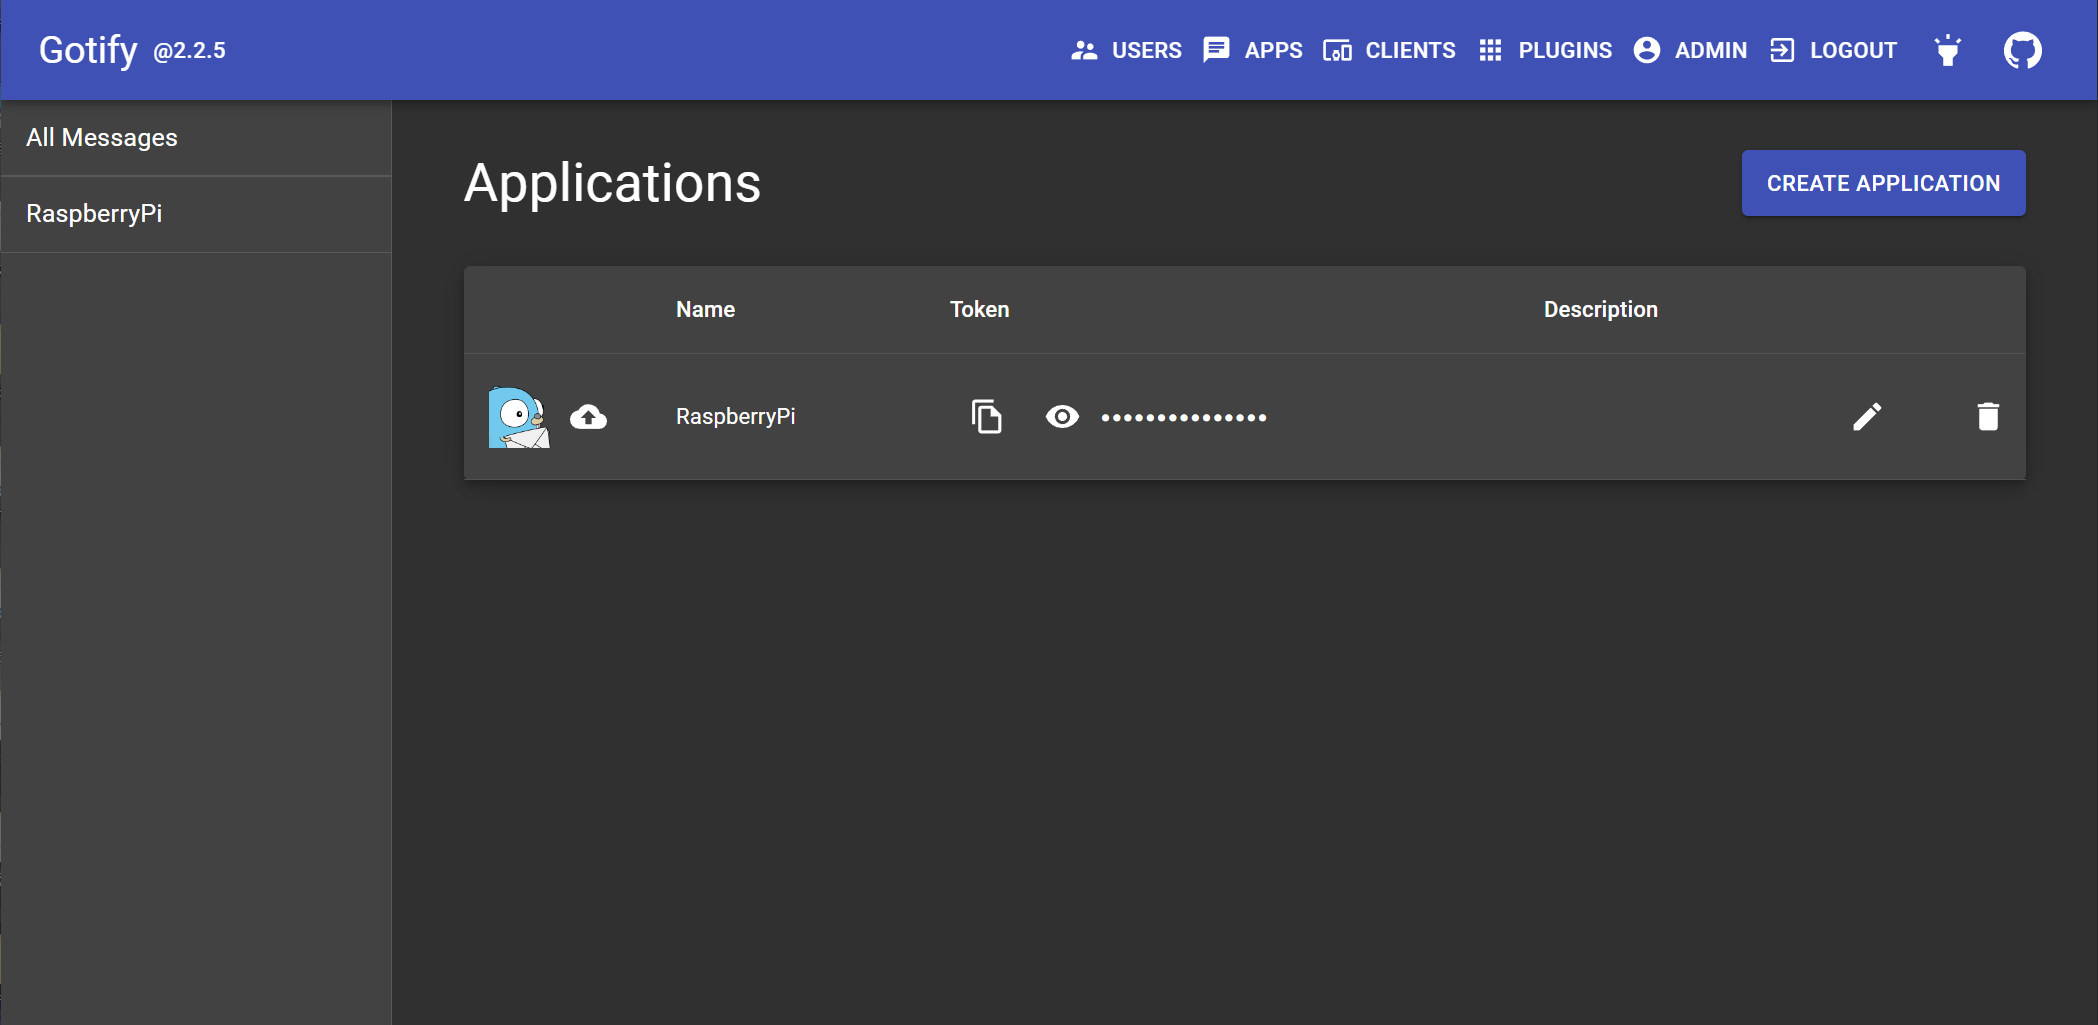 Gotify @2.2.5 USERS APPS CLIENTS PLUGINS ADMIN LOGOUT
All Messages
RaspberryPi
Applications CREATE APPLICATION
Name Token Description
RaspberryPi •••••••••••••••